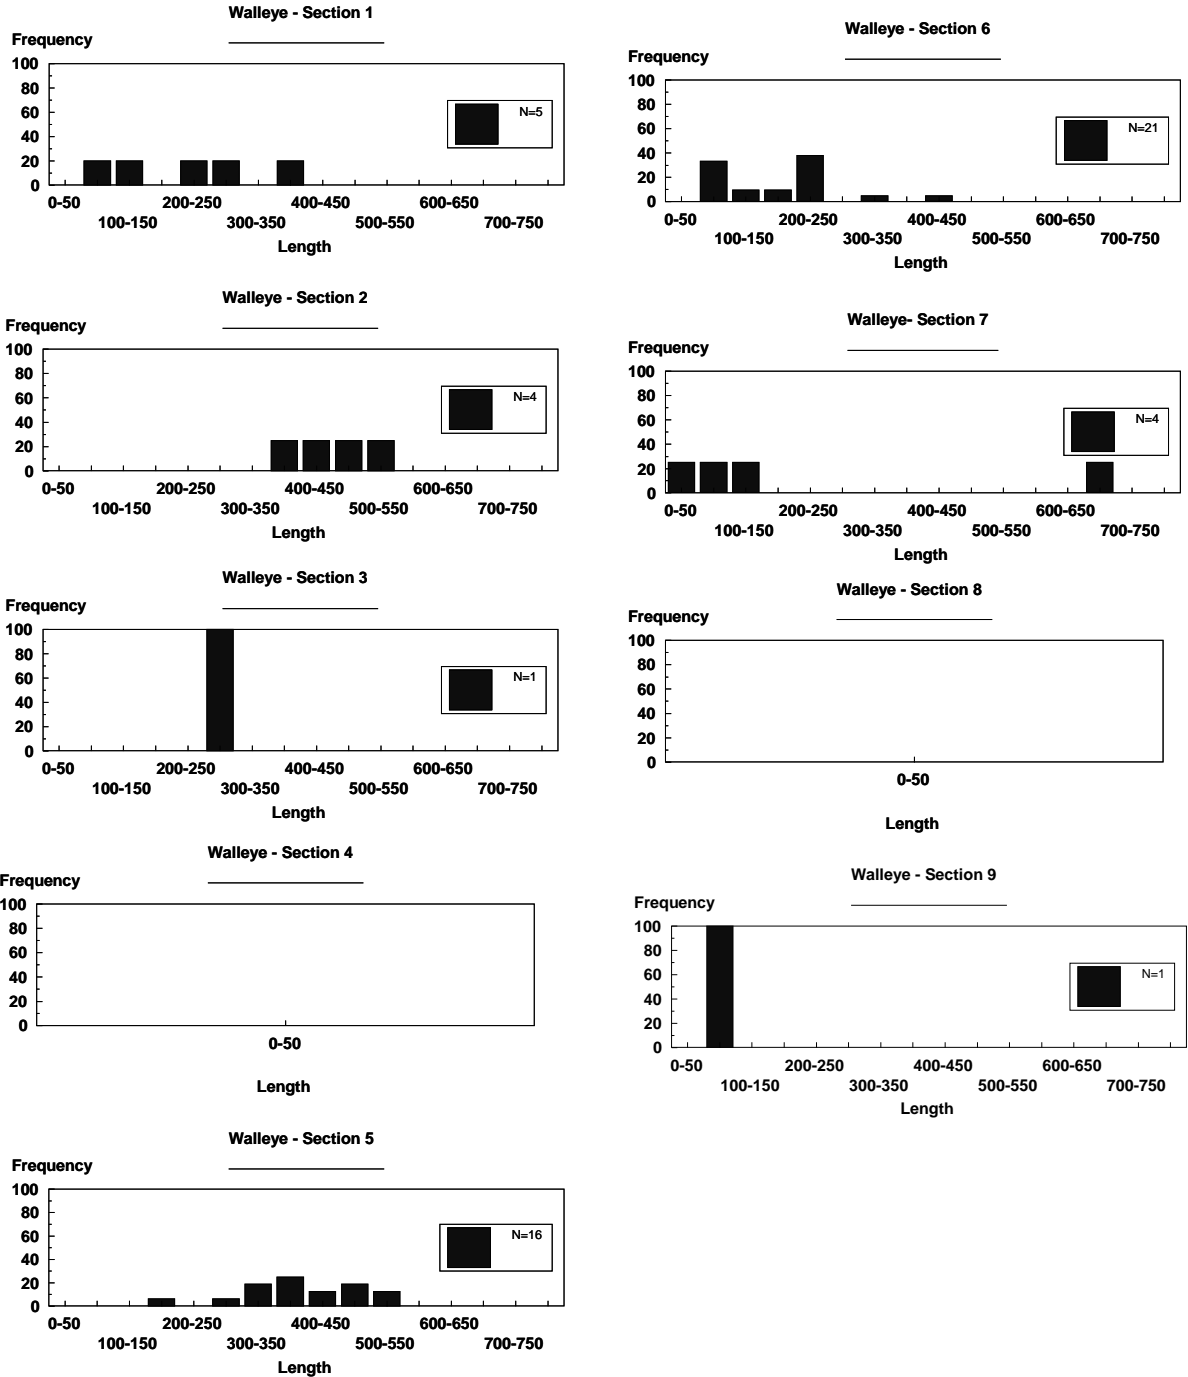 Walleye - Section 1
Frequency
100
80
60
40
20
0
N=5
0-50 200-250 400-450 600-650
100-150 300-350 500-550 700-750
Length
Walleye - Section 2
Frequency
100
80
60
40
20
0
N=4
0-50 200-250 400-450 600-650
100-150 300-350 500-550 700-750
Length
Walleye - Section 3
Frequency
100
80
60
40
20
0
N=1
0-50 200-250 400-450 600-650
100-150 300-350 500-550 700-750
Length
Walleye - Section 4
Frequency
100
80
60
40
20
0
0-50
Length
Walleye - Section 5
Frequency
100
80
60
40
20
0
N=16
0-50 200-250 400-450 600-650
100-150 300-350 500-550 700-750
Length
Walleye - Section 6
Frequency
100
80
60
40
20
0
N=21
0-50 200-250 400-450 600-650
100-150 300-350 500-550 700-750
Length
Walleye- Section 7
Frequency
100
80
60
40
20
0
N=4
0-50 200-250 400-450 600-650
100-150 300-350 500-550 700-750
Length
Walleye - Section 8
Frequency
100
80
60
40
20
0
0-50
Length
Walleye - Section 9
Frequency
100
80
60
40
20
0
N=1
0-50 200-250 400-450 600-650
100-150 300-350 500-550 700-750
Length